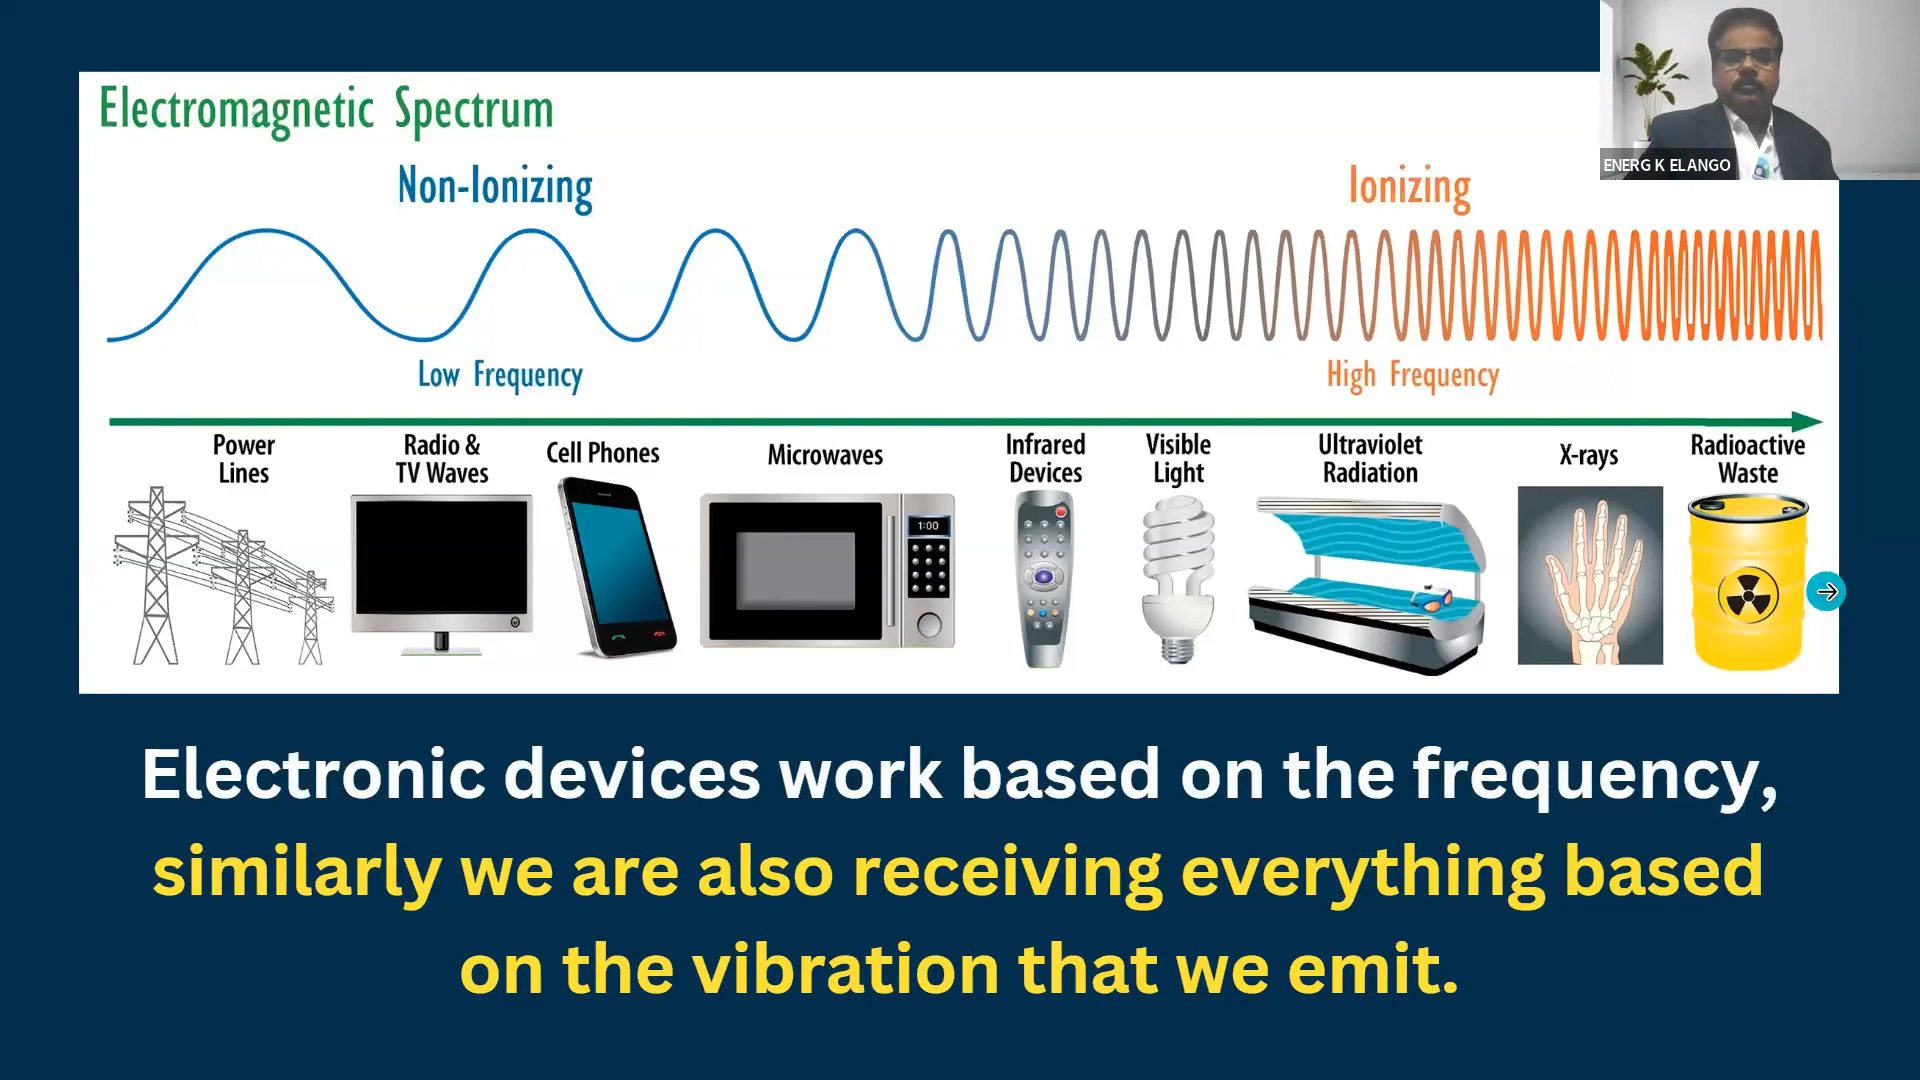 Electromagnetic Spectrum
ENERG K ELANGO
Non-Ionizing
Ionizing
Low Frequency
High Frequency
Power
Lines
Radio &
TV Waves
Cell Phones
Microwaves
Infrared
Devices
Visible
Light
Ultraviolet
Radiation
X-rays
Radioactive
Waste
1:00
Electronic devices work based on the frequency,
similarly we are also receiving everything based
on the vibration that we emit.